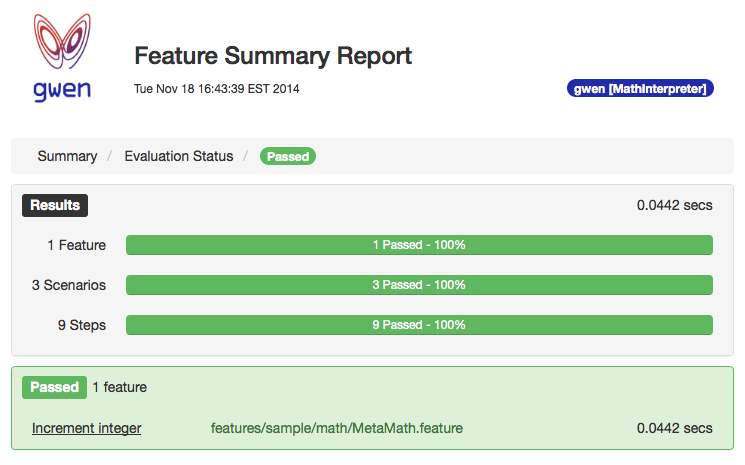 gwen
Feature Summary Report
Tue Nov 18 16:43:39 EST 2014
gwen [MathInterpreter]
Summary / Evaluation Status / Passed
Results 0.0442 secs
1 Feature 1 Passed - 100%
3 Scenarios 3 Passed - 100%
9 Steps 9 Passed - 100%
Passed 1 feature
Increment integer features/sample/math/MetaMath.feature 0.0442 secs